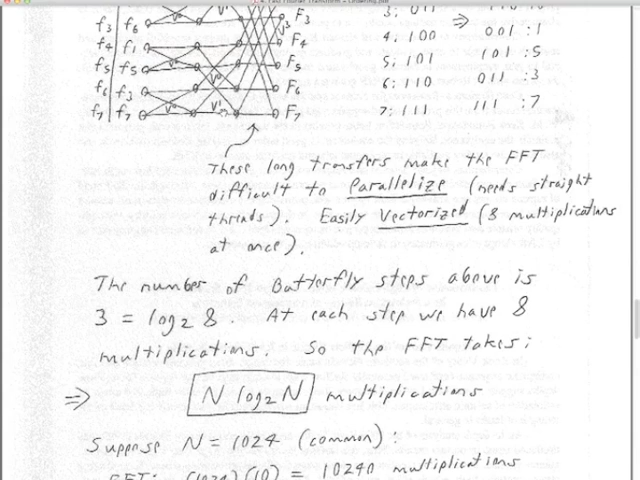 f3 f6 F3 3: 011
f4 f1 F4 4: 100 ⇒ 001 : 1
f5 f5 F5 5: 101 101 : 5
f6 f3 F6 6: 110 011 : 3
f7 f7 F7 7: 111 111 : 7
These long transfers make the FFT
difficult to Parallelize (needs straight
threads). Easily Vectorized (8 multiplications
at once).
The number of Butterfly steps above is
3 = log2 8. At each step we have 8
multiplications. So the FFT takes:
⇒ N log2 N multiplications
Suppose N = 1024 (common):
FFT: (1024)(10) = 10240 multiplications